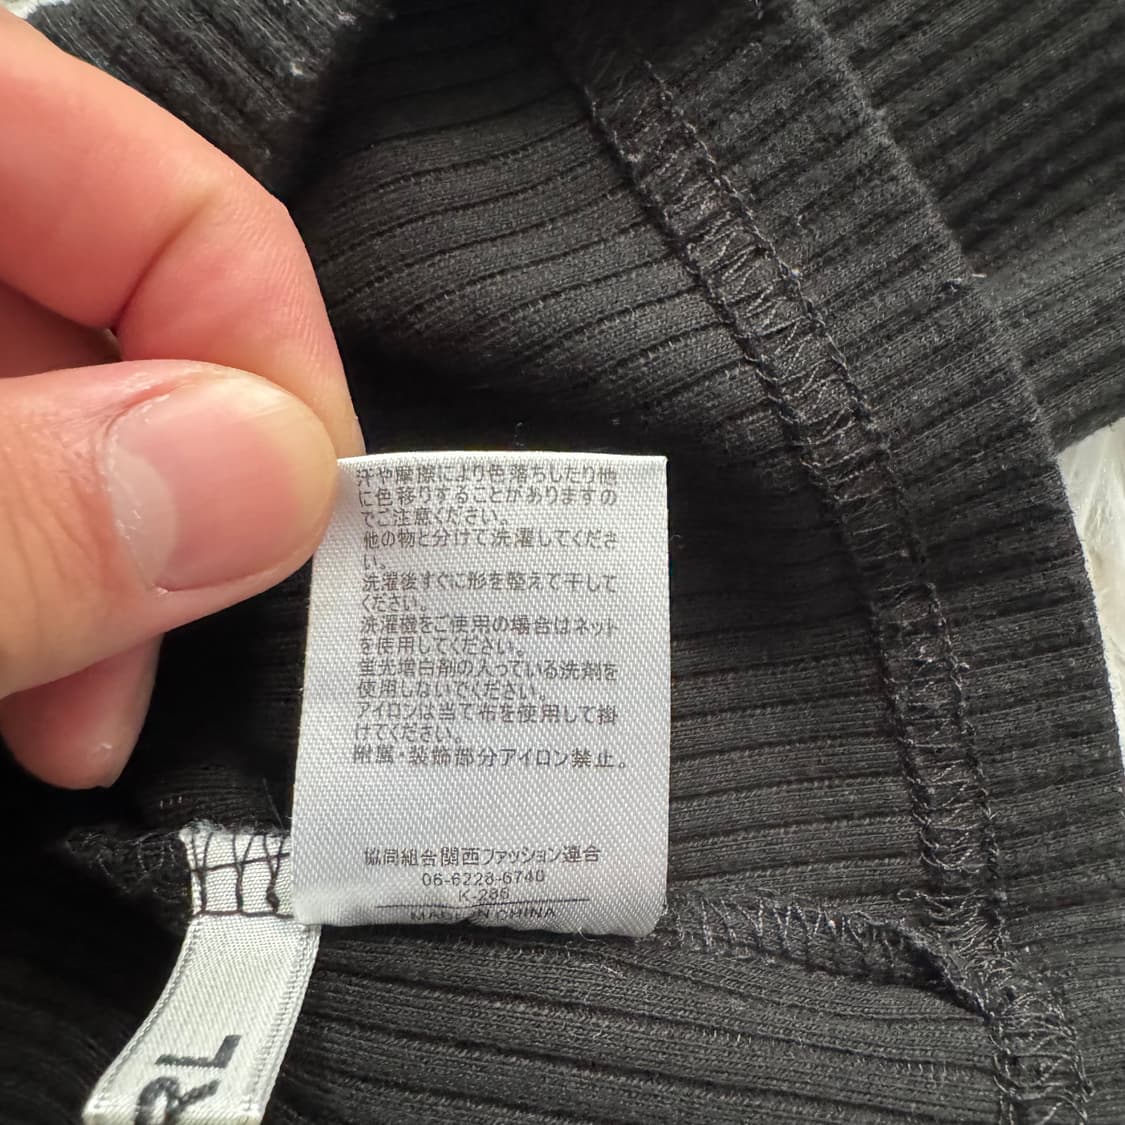 汗や摩擦により色落ちしたり他
に色移りすることがありますの
でご注意ください。
他の物と分けて洗濯してくださ
い。
洗濯後すぐに形を整えて干して
ください。
洗濯機をご使用の場合はネット
を使用してください。
蛍光増白剤の入っている洗剤を
使用しないでください。
アイロンは当て布を使用して掛
けてください。
附属・装飾部分アイロン禁止。
協同組合関西ファッション連合
06-6228-6740
K-286
MADE IN CHINA
RL